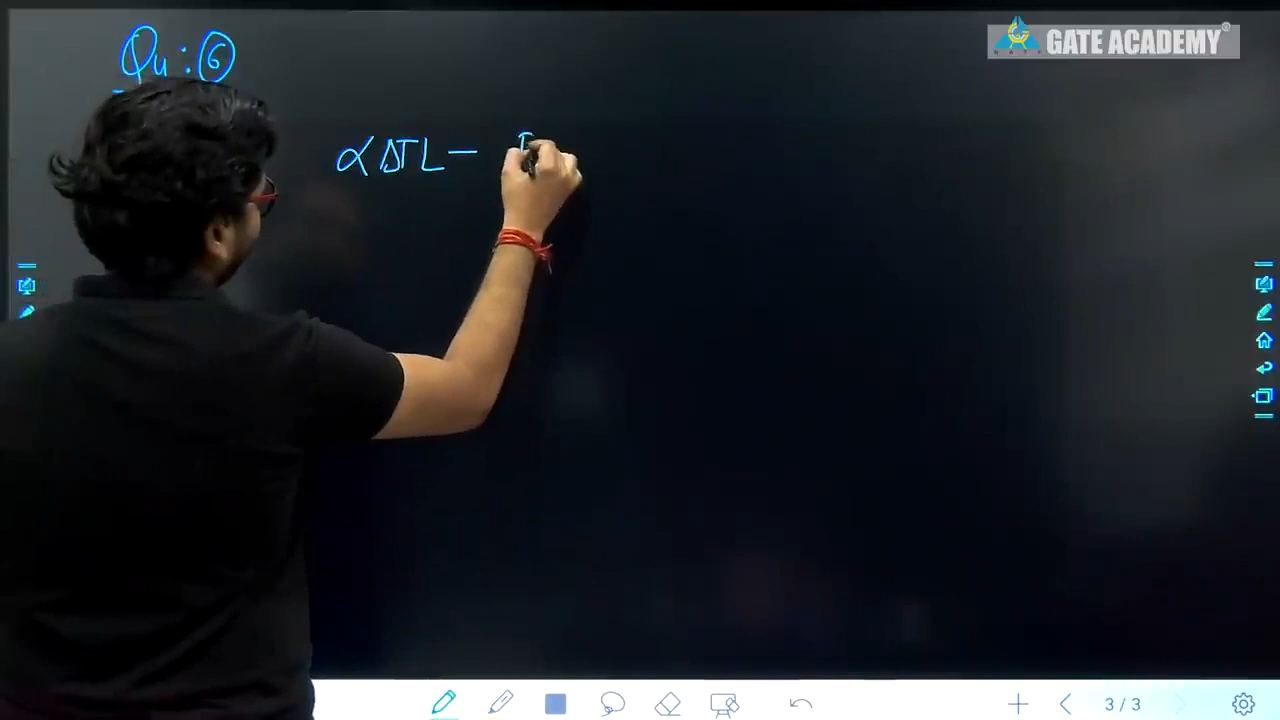 Qu : 6
GATE ACADEMY
α ΔT L −
3 / 3